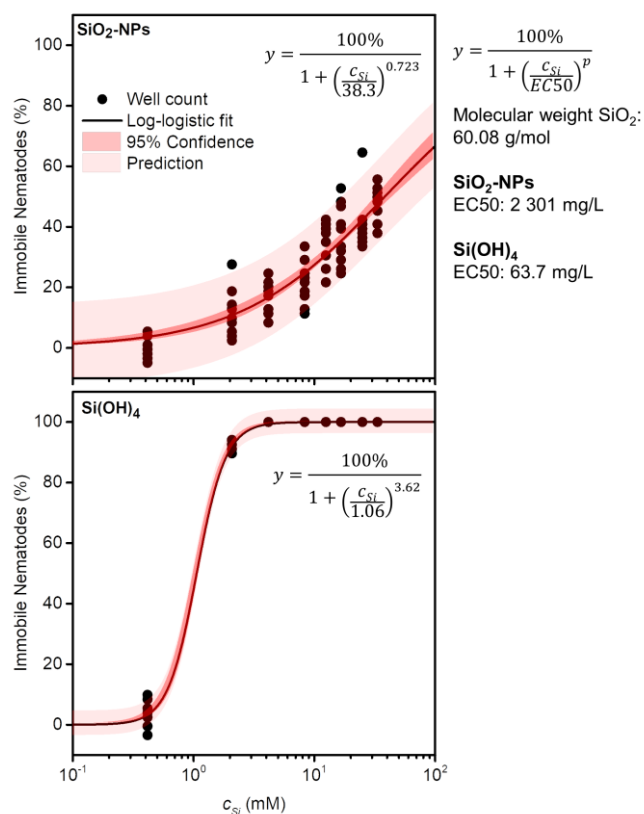 SiO₂-NPs
y = 100% / 1 + (c_Si / 38.3)^0.723
y = 100% / 1 + (c_Si / EC50)^p
Well count
Log-logistic fit
95% Confidence
Prediction
Molecular weight SiO₂:
60.08 g/mol
SiO₂-NPs
EC50: 2 301 mg/L
Si(OH)₄
EC50: 63.7 mg/L
Immobile Nematodes (%)
100
80
60
40
20
0
Si(OH)₄
y = 100% / 1 + (c_Si / 1.06)^3.62
Immobile Nematodes (%)
100
80
60
40
20
0
10⁻¹ 10⁰ 10¹ 10²
c_Si (mM)